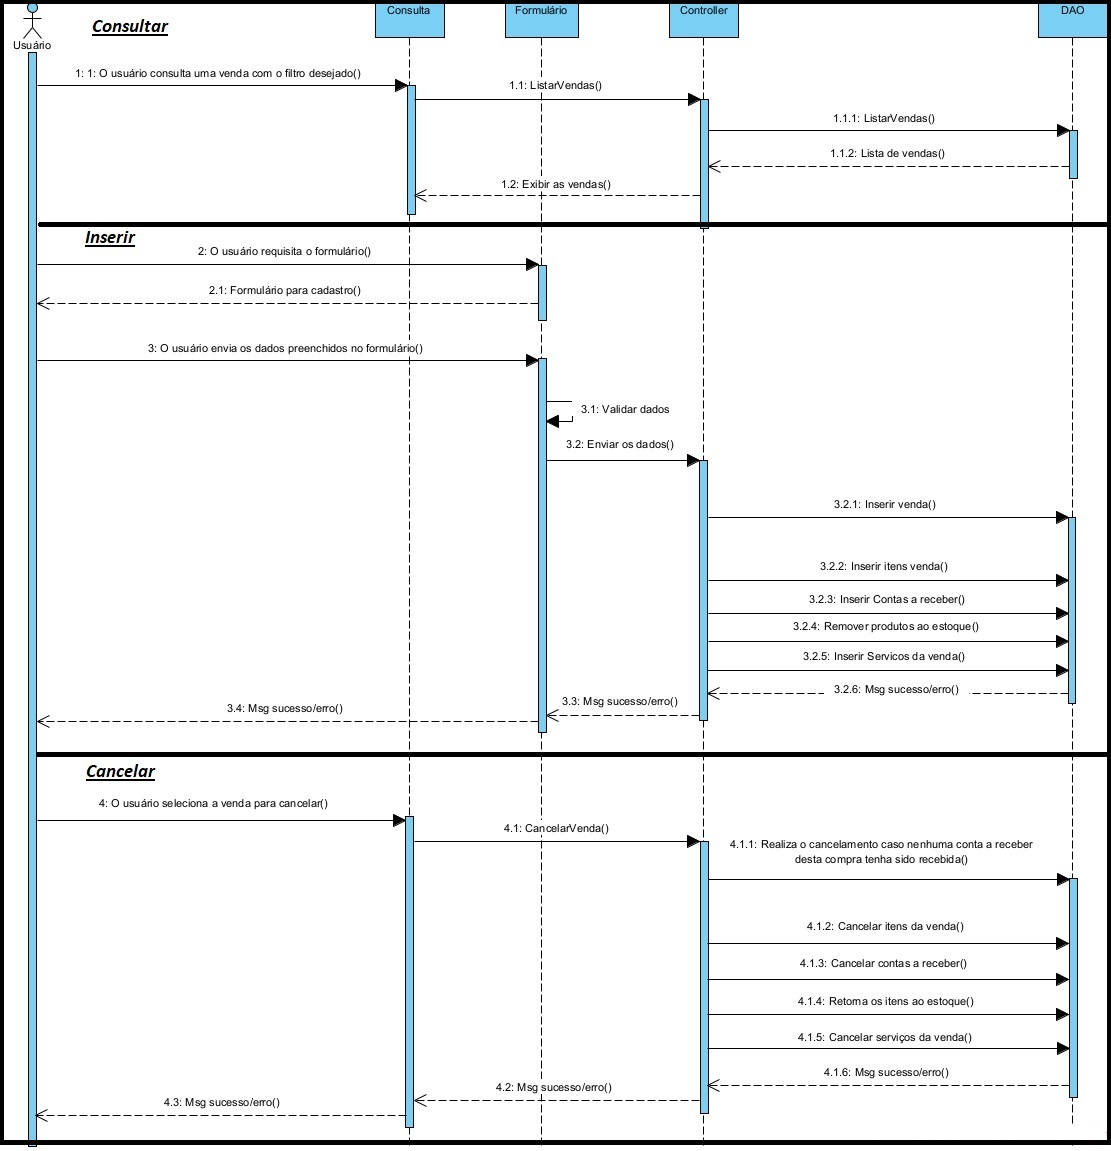 Consulta
Formulário
Controller
DAO
Consultar
Usuário
1: 1: O usuário consulta uma venda com o filtro desejado()
1.1: ListarVendas()
1.1.1: ListarVendas()
1.1.2: Lista de vendas()
1.2: Exibir as vendas()
Inserir
2: O usuário requisita o formulário()
2.1: Formulário para cadastro()
3: O usuário envia os dados preenchidos no formulário()
3.1: Validar dados
3.2: Enviar os dados()
3.2.1: Inserir venda()
3.2.2: Inserir itens venda()
3.2.3: Inserir Contas a receber()
3.2.4: Remover produtos ao estoque()
3.2.5: Inserir Servicos da venda()
3.2.6: Msg sucesso/erro()
3.3: Msg sucesso/erro()
3.4: Msg sucesso/erro()
Cancelar
4: O usuário seleciona a venda para cancelar()
4.1: CancelarVenda()
4.1.1: Realiza o cancelamento caso nenhuma conta a receber
desta compra tenha sido recebida()
4.1.2: Cancelar itens da venda()
4.1.3: Cancelar contas a receber()
4.1.4: Retorna os itens ao estoque()
4.1.5: Cancelar serviços da venda()
4.1.6: Msg sucesso/erro()
4.2: Msg sucesso/erro()
4.3: Msg sucesso/erro()